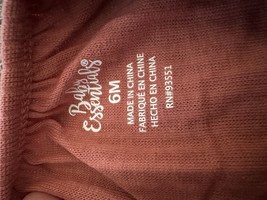 Baby
Essentials
6M
MADE IN CHINA
FABRIQUÉ EN CHINE
HECHO EN CHINA
RN#93551